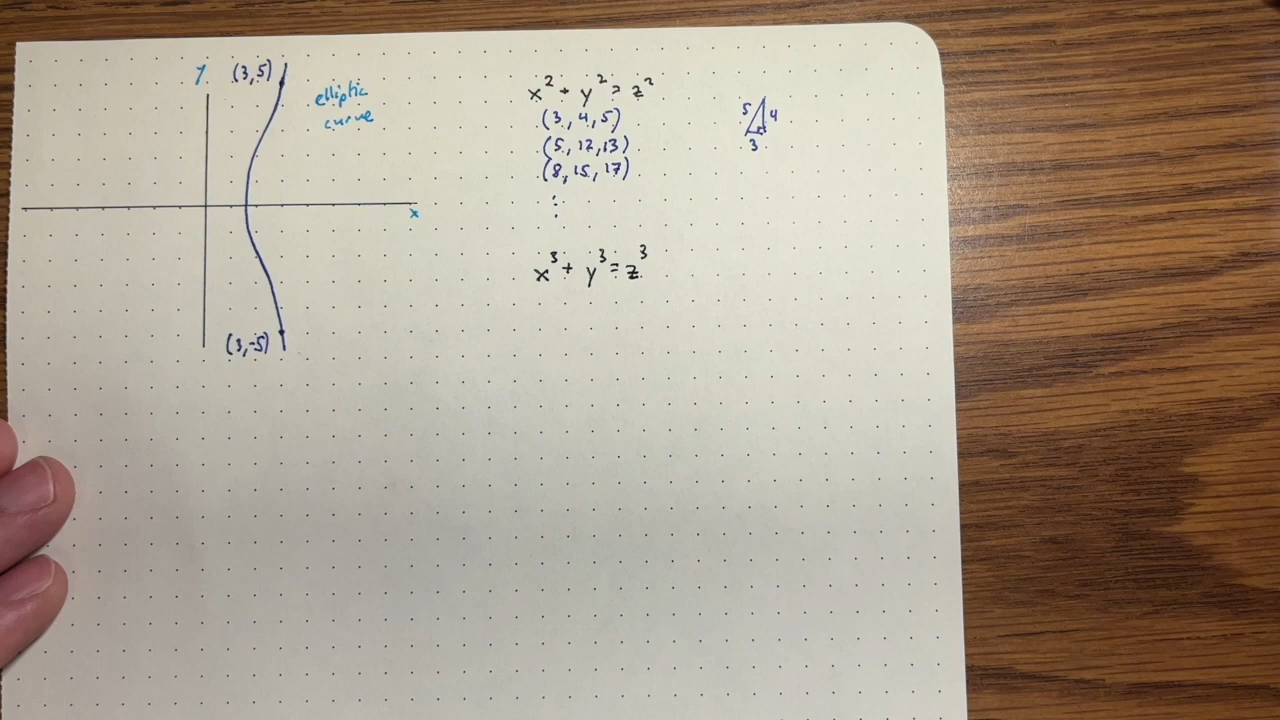 y
(3,5)
elliptic
curve
x
(3,-5)
x² + y² = z²
(3, 4, 5)
(5, 12, 13)
(8, 15, 17)
⋮
x³ + y³ = z³
5
4
3